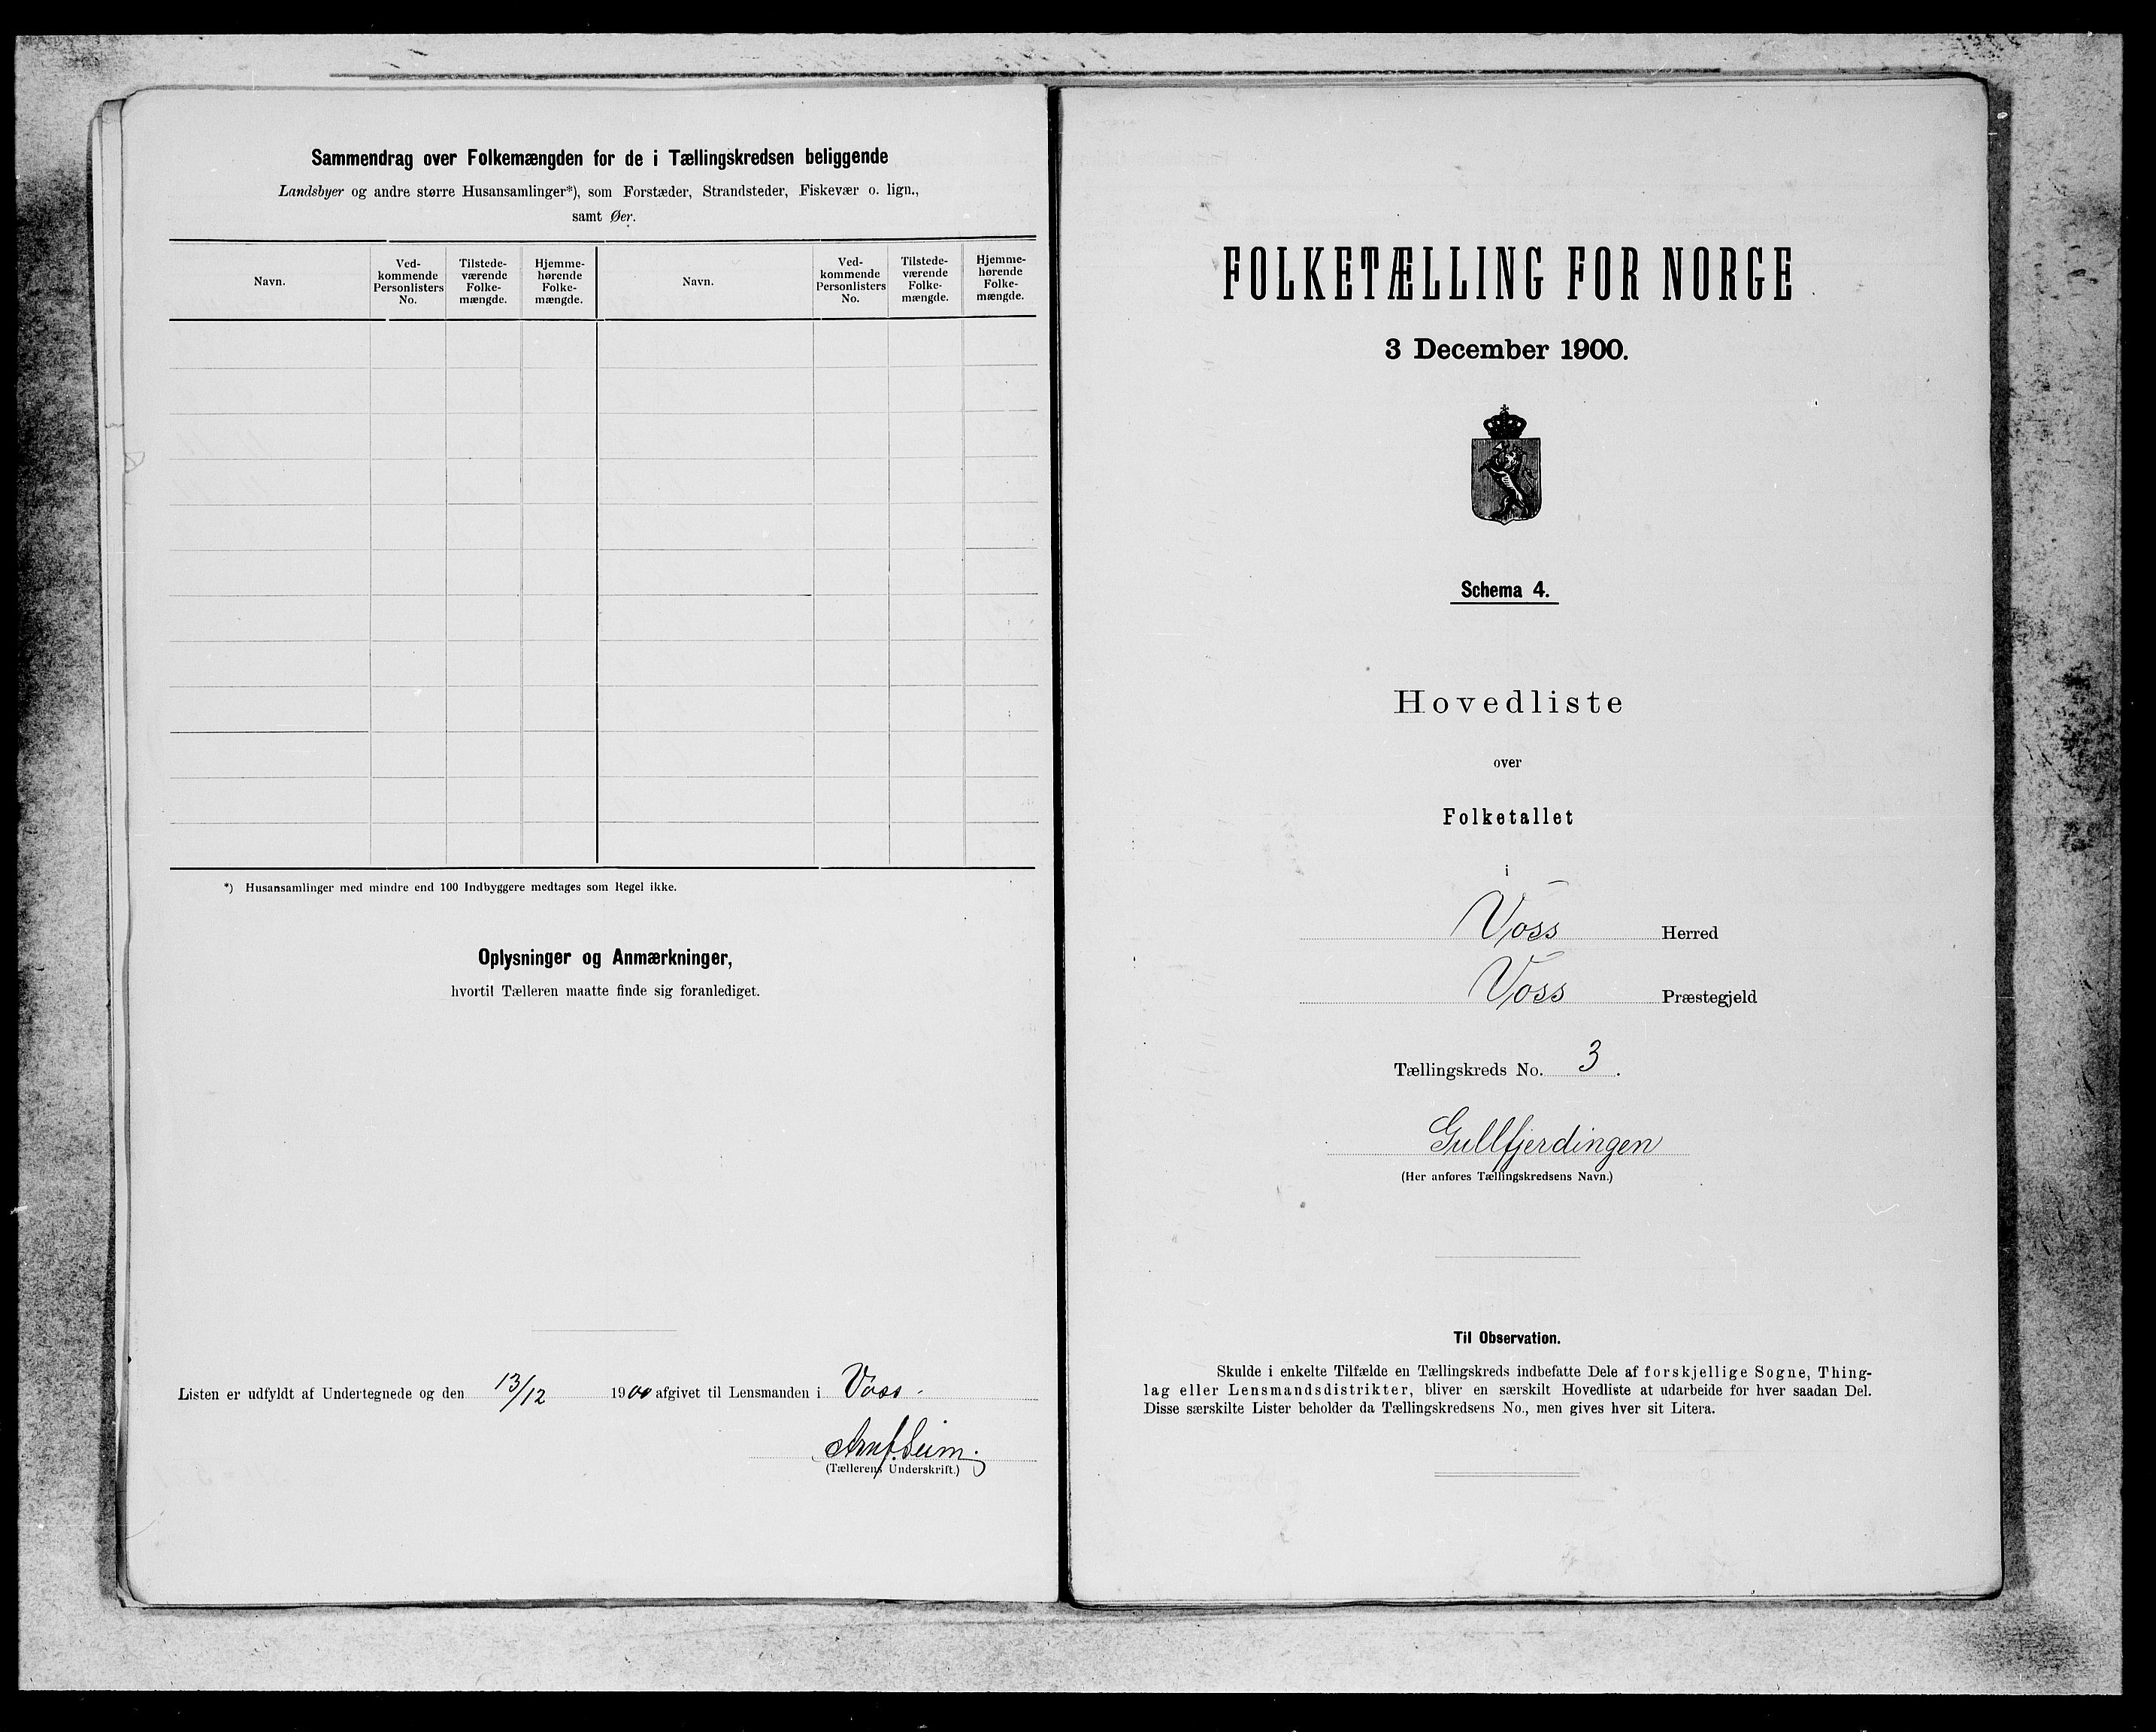 Sammendrag over Folkemængden for de i Tællingskredsen beliggende
Landsbyer og andre større Husansamlinger*), som Forstæder, Strandsteder, Fiskevær o. lign.,
samt Øer.
Navn.
Ved-
kommende
Personlisters
No.
Tilstede-
værende
Folke-
mængde.
Hjemme-
hørende
Folke-
mængde.
Navn.
Ved-
kommende
Personlisters
No.
Tilstede-
værende
Folke-
mængde.
Hjemme-
hørende
Folke-
mængde.
*) Husansamlinger med mindre end 100 Indbyggere medtages som Regel ikke.
Oplysninger og Anmærkninger,
hvortil Tælleren maatte finde sig foranlediget.
Listen er udfyldt af Undertegnede og den 13/12 1900 afgivet til Lensmanden i Voss.
Seim.
(Tællerens Underskrift.)
FOLKETÆLLING FOR NORGE
3 December 1900.
Schema 4.
Hovedliste
over
Folketallet
i
Voss Herred
Voss Præstegjeld
Tællingskreds No. 3.
Gullfjerdingen
(Her anføres Tællingskredsens Navn.)
Til Observation.
Skulde i enkelte Tilfælde en Tællingskreds indbefatte Dele af forskjellige Sogne, Thing-
lag eller Lensmandsdistrikter, bliver en særskilt Hovedliste at udarbeide for hver saadan Del.
Disse særskilte Lister beholder da Tællingskredsens No., men gives hver sit Litera.